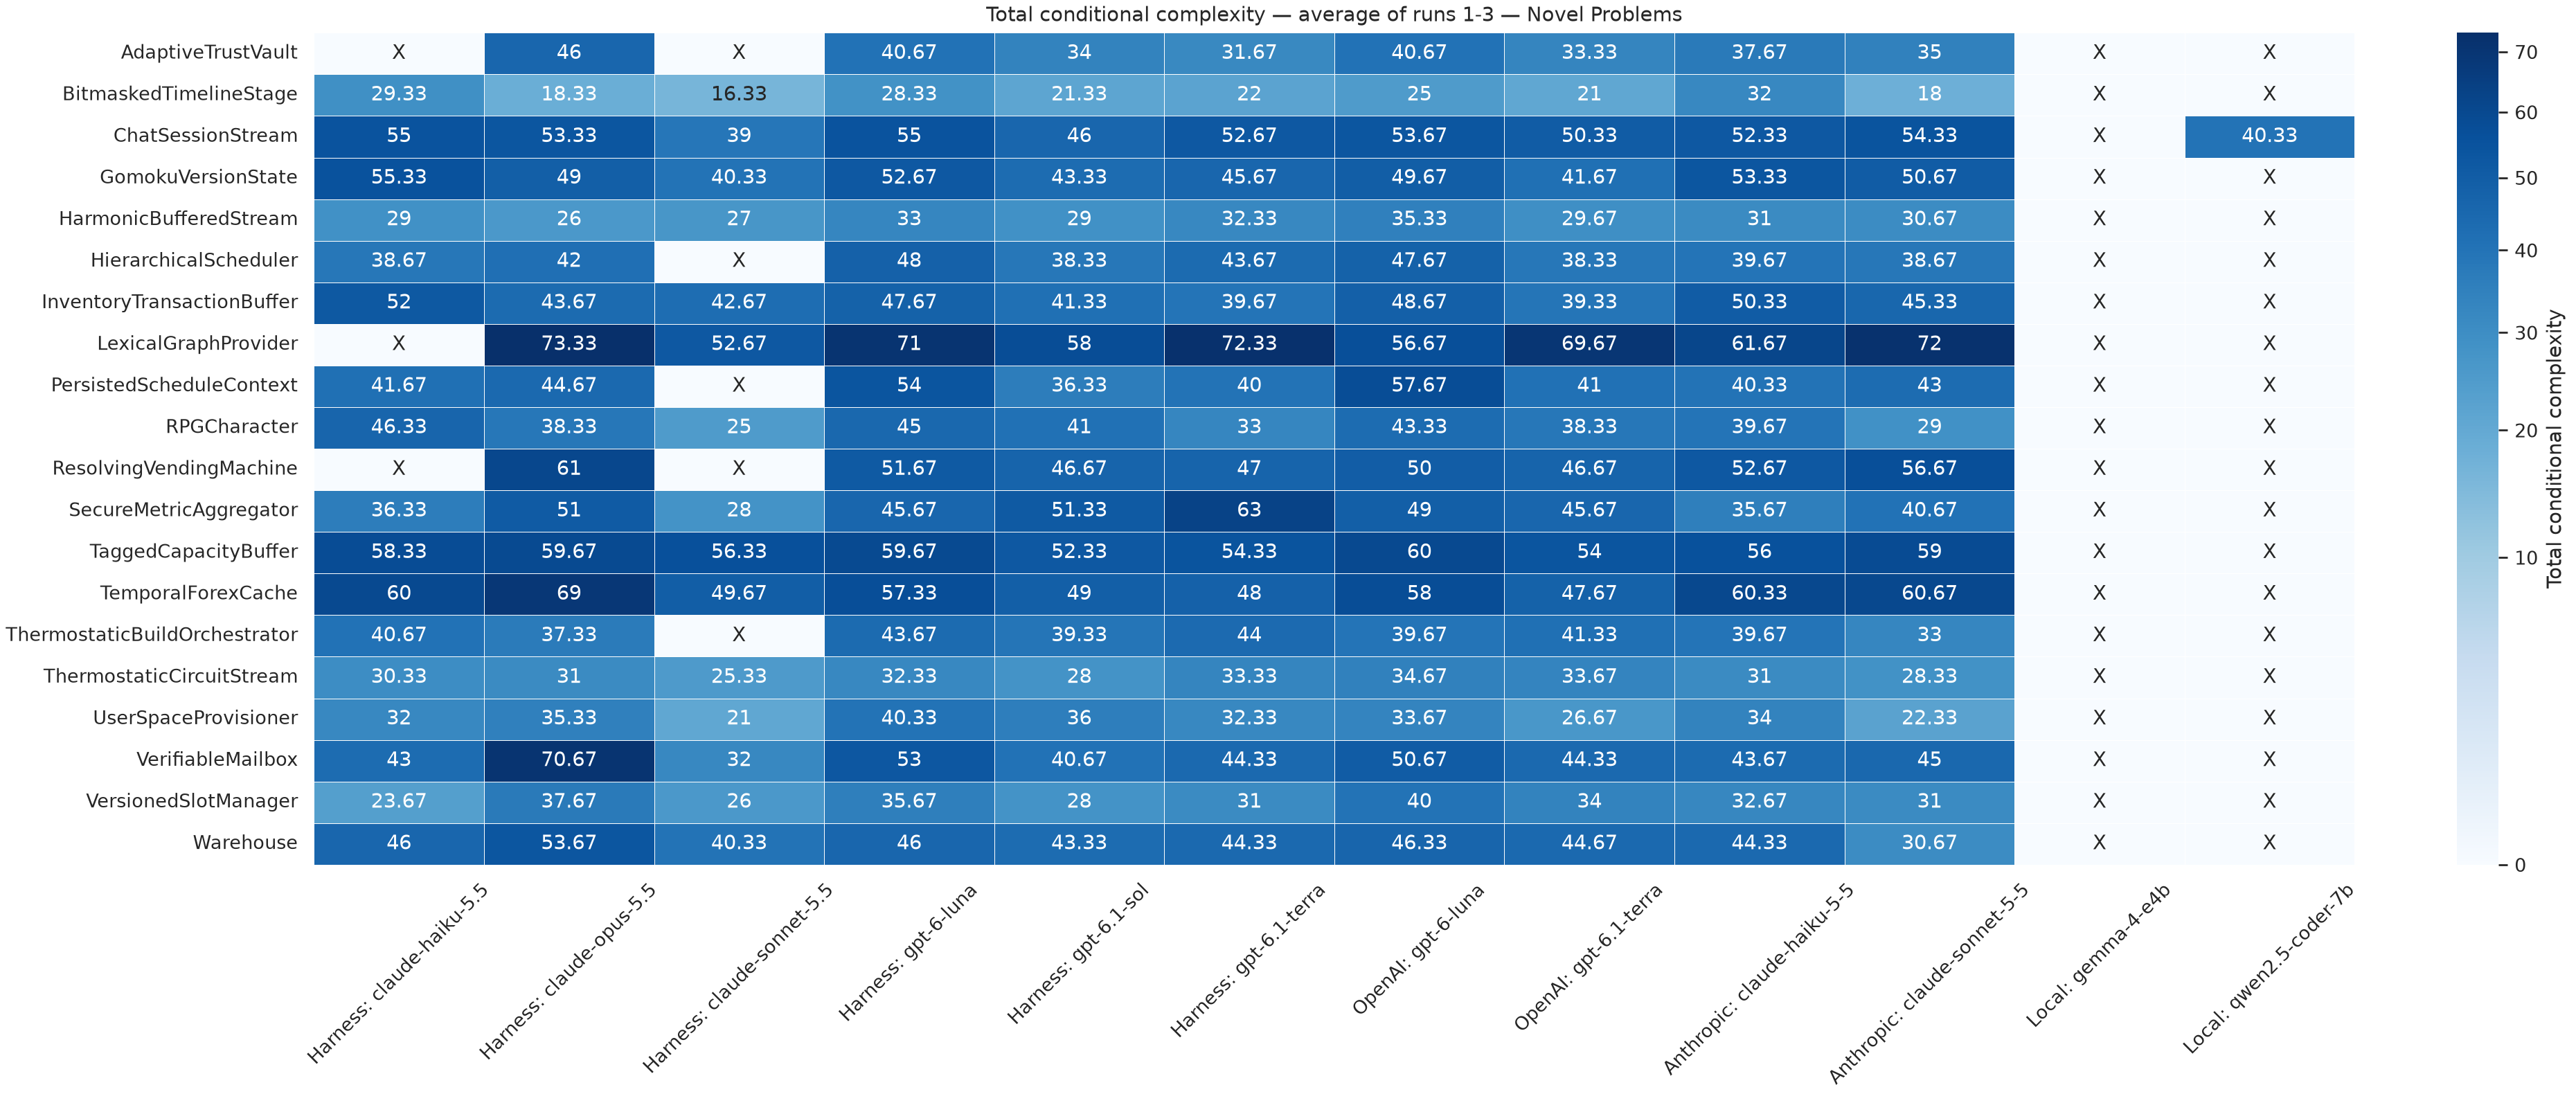 Total conditional complexity — average of runs 1-3 — Novel Problems
AdaptiveTrustVault X 46 X 40.67 34 31.67 40.67 33.33 37.67 35 X X
BitmaskedTimelineStage 29.33 18.33 16.33 28.33 21.33 22 25 21 32 18 X X
ChatSessionStream 55 53.33 39 55 46 52.67 53.67 50.33 52.33 54.33 X 40.33
GomokuVersionState 55.33 49 40.33 52.67 43.33 45.67 49.67 41.67 53.33 50.67 X X
HarmonicBufferedStream 29 26 27 33 29 32.33 35.33 29.67 31 30.67 X X
HierarchicalScheduler 38.67 42 X 48 38.33 43.67 47.67 38.33 39.67 38.67 X X
InventoryTransactionBuffer 52 43.67 42.67 47.67 41.33 39.67 48.67 39.33 50.33 45.33 X X
LexicalGraphProvider X 73.33 52.67 71 58 72.33 56.67 69.67 61.67 72 X X
PersistedScheduleContext 41.67 44.67 X 54 36.33 40 57.67 41 40.33 43 X X
RPGCharacter 46.33 38.33 25 45 41 33 43.33 38.33 39.67 29 X X
ResolvingVendingMachine X 61 X 51.67 46.67 47 50 46.67 52.67 56.67 X X
SecureMetricAggregator 36.33 51 28 45.67 51.33 63 49 45.67 35.67 40.67 X X
TaggedCapacityBuffer 58.33 59.67 56.33 59.67 52.33 54.33 60 54 56 59 X X
TemporalForexCache 60 69 49.67 57.33 49 48 58 47.67 60.33 60.67 X X
ThermostaticBuildOrchestrator 40.67 37.33 X 43.67 39.33 44 39.67 41.33 39.67 33 X X
ThermostaticCircuitStream 30.33 31 25.33 32.33 28 33.33 34.67 33.67 31 28.33 X X
UserSpaceProvisioner 32 35.33 21 40.33 36 32.33 33.67 26.67 34 22.33 X X
VerifiableMailbox 43 70.67 32 53 40.67 44.33 50.67 44.33 43.67 45 X X
VersionedSlotManager 23.67 37.67 26 35.67 28 31 40 34 32.67 31 X X
Warehouse 46 53.67 40.33 46 43.33 44.33 46.33 44.67 44.33 30.67 X X
Harness: claude-haiku-5.5
Harness: claude-opus-5.5
Harness: claude-sonnet-5.5
Harness: gpt-6-luna
Harness: gpt-6.1-sol
Harness: gpt-6.1-terra
OpenAI: gpt-6-luna
OpenAI: gpt-6.1-terra
Anthropic: claude-haiku-5-5
Anthropic: claude-sonnet-5-5
Local: gemma-4-e4b
Local: qwen2.5-coder-7b
70
60
50
40
30
20
10
0
Total conditional complexity